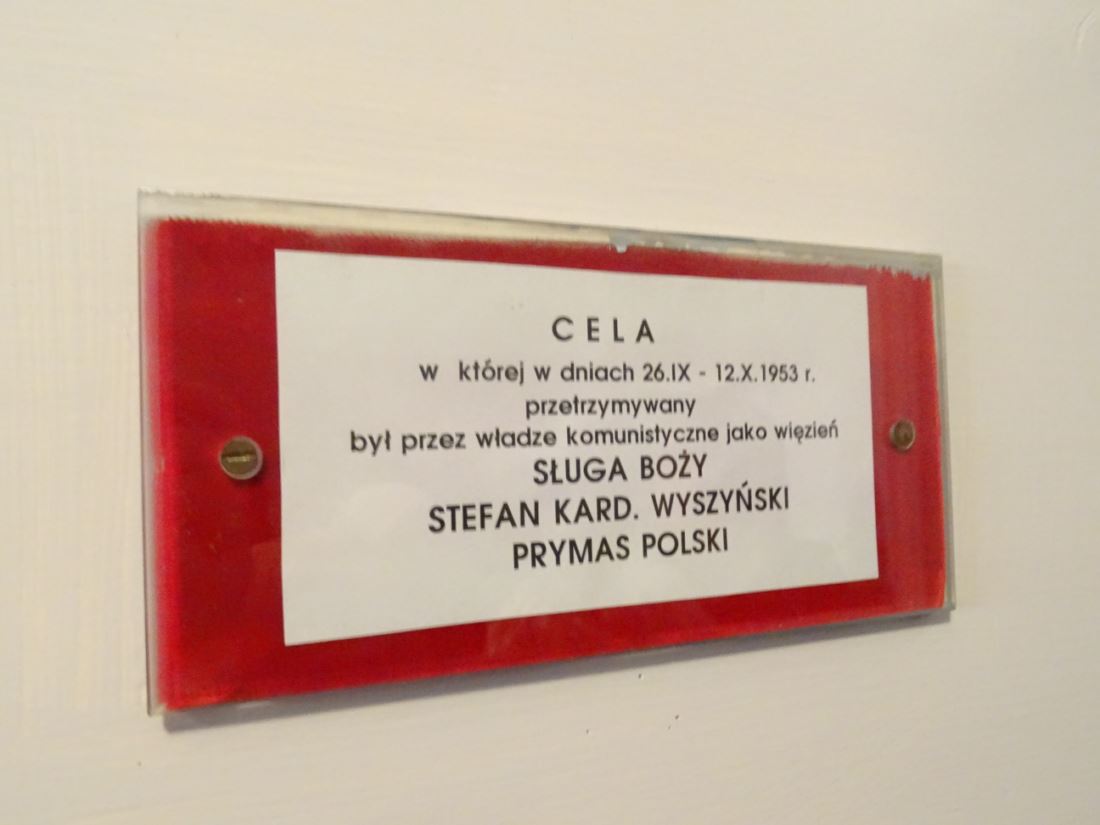 CELA
w której w dniach 26.IX - 12.X.1953 r.
przetrzymywany
był przez władze komunistyczne jako więzień
SŁUGA BOŻY
STEFAN KARD. WYSZYŃSKI
PRYMAS POLSKI